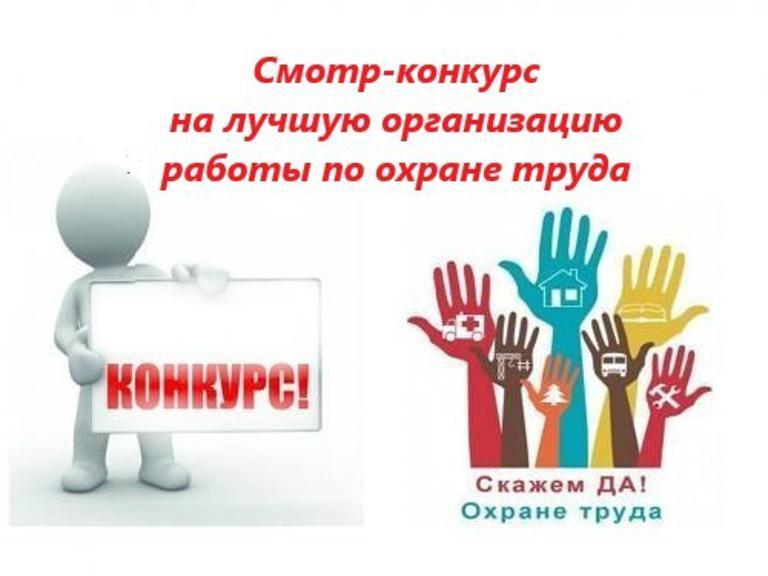 Смотр-конкурс
на лучшую организацию
работы по охране труда
КОНКУРС!
Скажем ДА!
Охране труда